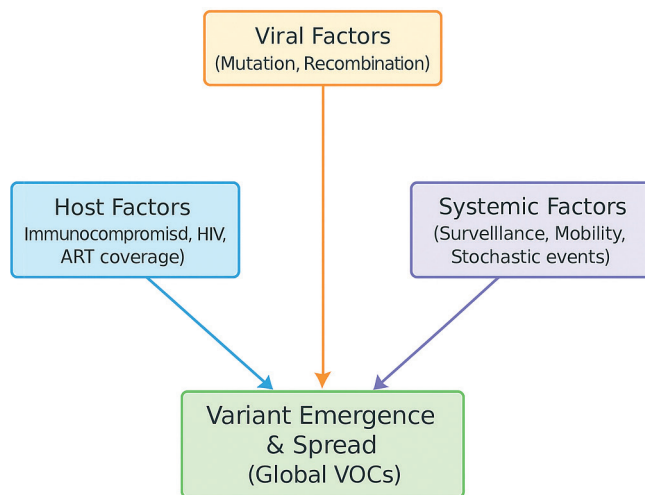 Viral Factors
(Mutation, Recombination)
Host Factors
Immunocompromisd, HIV,
ART coverage)
Systemic Factors
(Survelllance, Mobility,
Stochastic events)
Variant Emergence
& Spread
(Global VOCs)